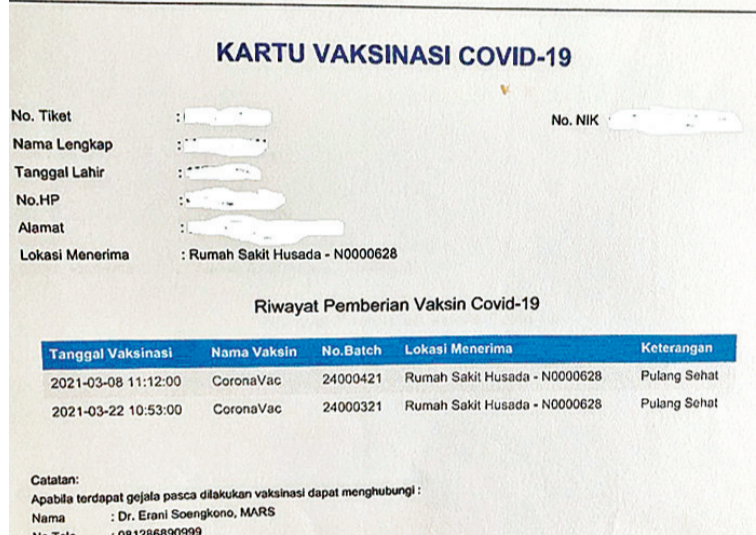 KARTU VAKSINASI COVID-19
No. Tiket :
No. NIK
Nama Lengkap :
Tanggal Lahir :
No.HP :
Alamat :
Lokasi Menerima : Rumah Sakit Husada - N0000628
Riwayat Pemberian Vaksin Covid-19
Tanggal Vaksinasi Nama Vaksin No.Batch Lokasi Menerima Keterangan
2021-03-08 11:12:00 CoronaVac 24000421 Rumah Sakit Husada - N0000628 Pulang Sehat
2021-03-22 10:53:00 CoronaVac 24000321 Rumah Sakit Husada - N0000628 Pulang Sehat
Catatan:
Apabila terdapat gejala pasca dilakukan vaksinasi dapat menghubungi :
Nama : Dr. Erani Soengkono, MARS
No Telp : 081286890999